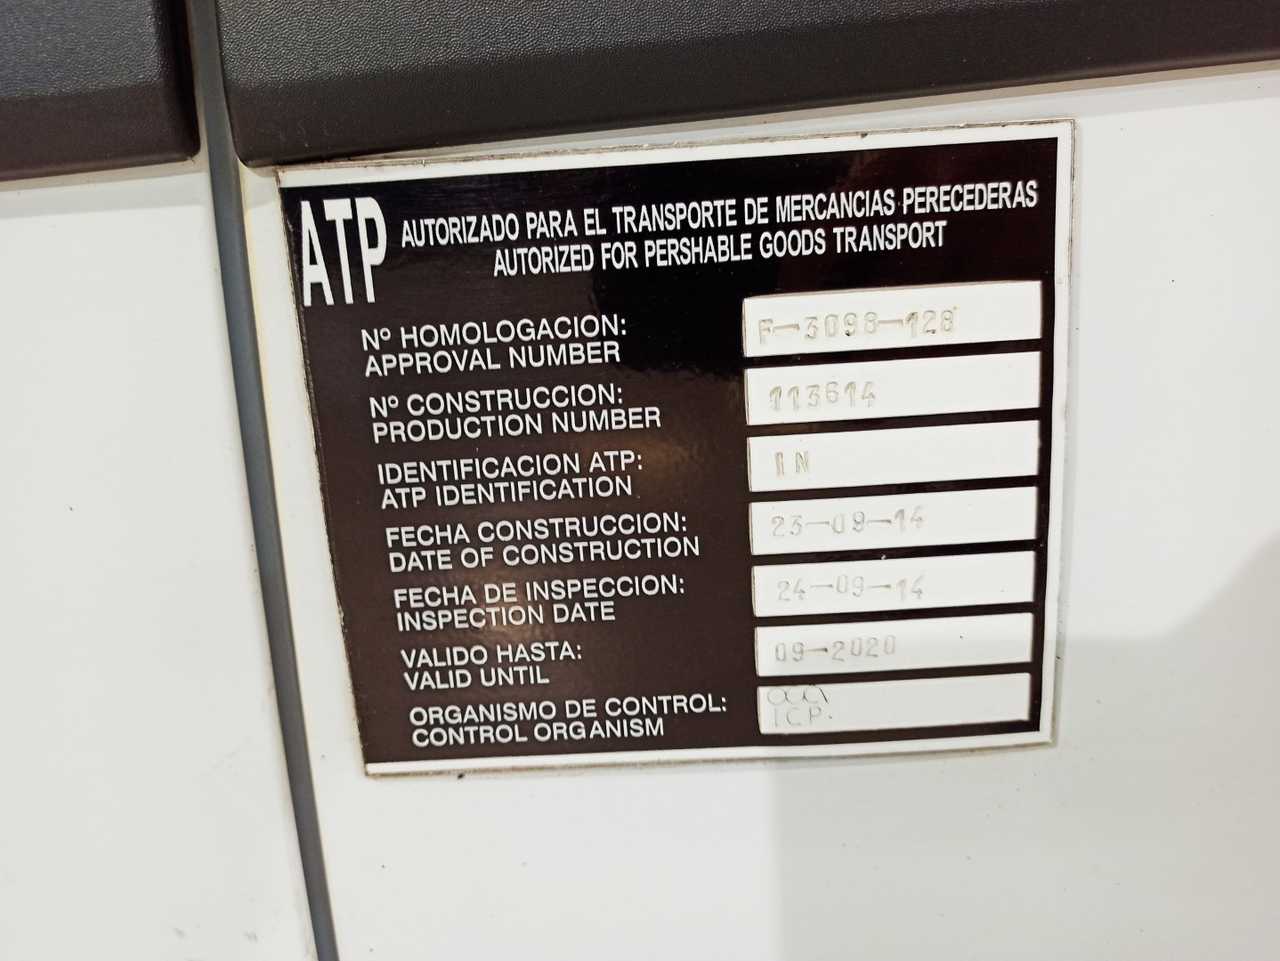 ATP
AUTORIZADO PARA EL TRANSPORTE DE MERCANCIAS PERECEDERAS
AUTORIZED FOR PERSHABLE GOODS TRANSPORT
Nº HOMOLOGACION: F-3098-128
APPROVAL NUMBER
Nº CONSTRUCCION: 113614
PRODUCTION NUMBER
IDENTIFICACION ATP: IN
ATP IDENTIFICATION
FECHA CONSTRUCCION: 23-09-14
DATE OF CONSTRUCTION
FECHA DE INSPECCION: 24-09-14
INSPECTION DATE
VALIDO HASTA: 09-2020
VALID UNTIL
ORGANISMO DE CONTROL:
CONTROL ORGANISM I.C.P.